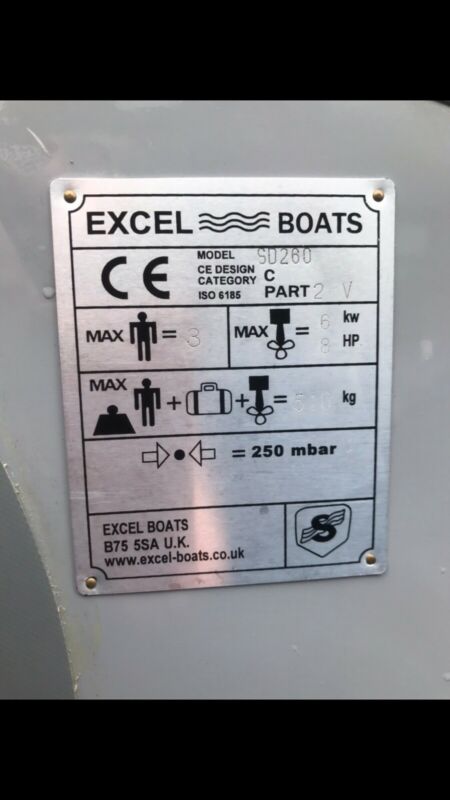 EXCEL BOATS
CE
MODEL SD260
CE DESIGN
CATEGORY C
ISO 6185 PART 2 V
MAX = 3
MAX = 6 kw
8 HP
MAX + + = kg
= 250 mbar
EXCEL BOATS
B75 5SA U.K.
www.excel-boats.co.uk
S